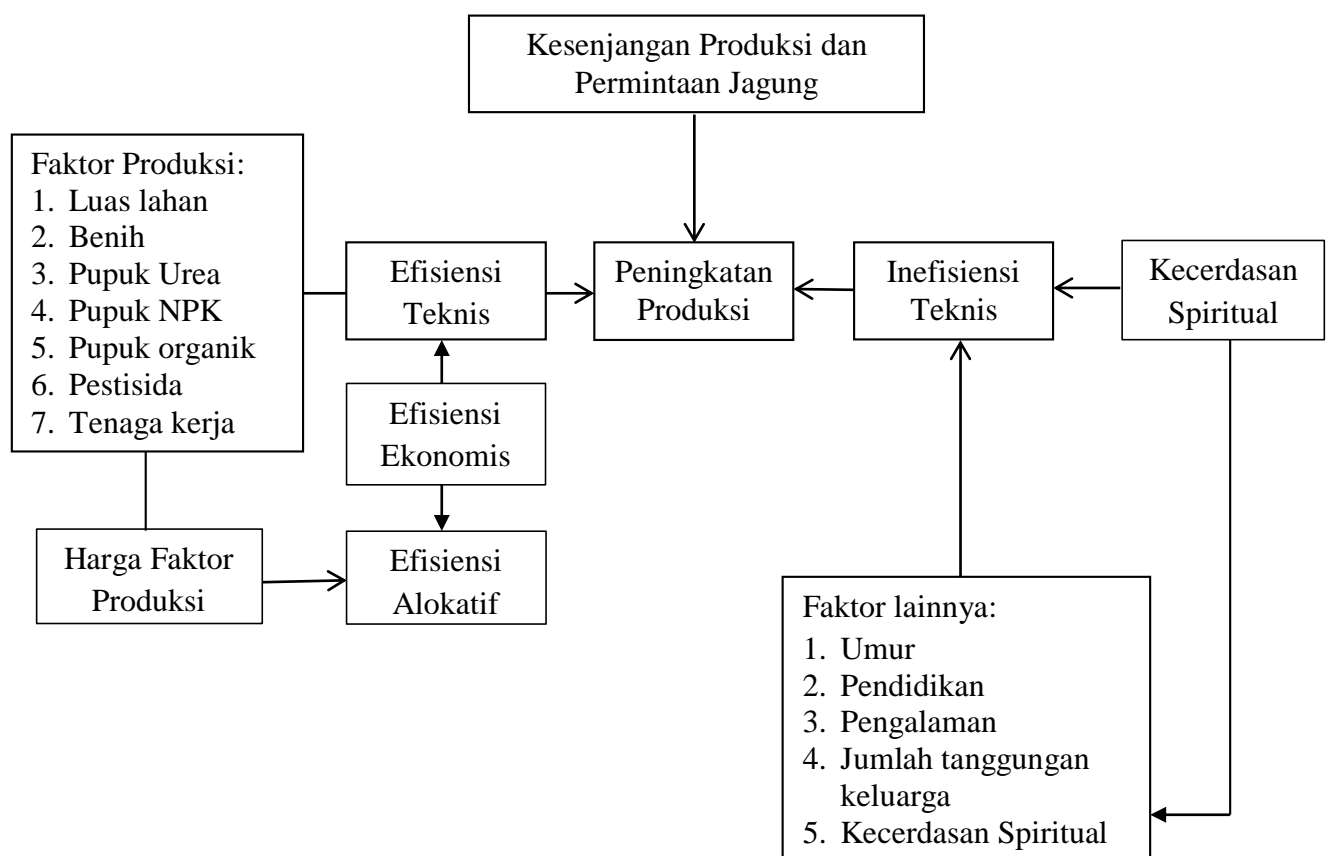 Kesenjangan Produksi dan
Permintaan Jagung
Faktor Produksi:
1. Luas lahan
2. Benih
3. Pupuk Urea
4. Pupuk NPK
5. Pupuk organik
6. Pestisida
7. Tenaga kerja
Efisiensi
Teknis
Peningkatan
Produksi
Inefisiensi
Teknis
Kecerdasan
Spiritual
Efisiensi
Ekonomis
Harga Faktor
Produksi
Efisiensi
Alokatif
Faktor lainnya:
1. Umur
2. Pendidikan
3. Pengalaman
4. Jumlah tanggungan
keluarga
5. Kecerdasan Spiritual